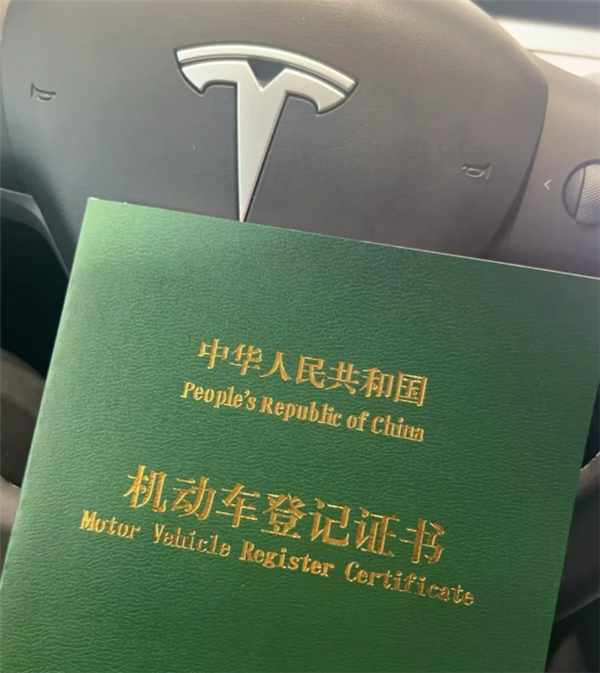 中华人民共和国
People's Republic of China
机动车登记证书
Motor Vehicle Register Certificate